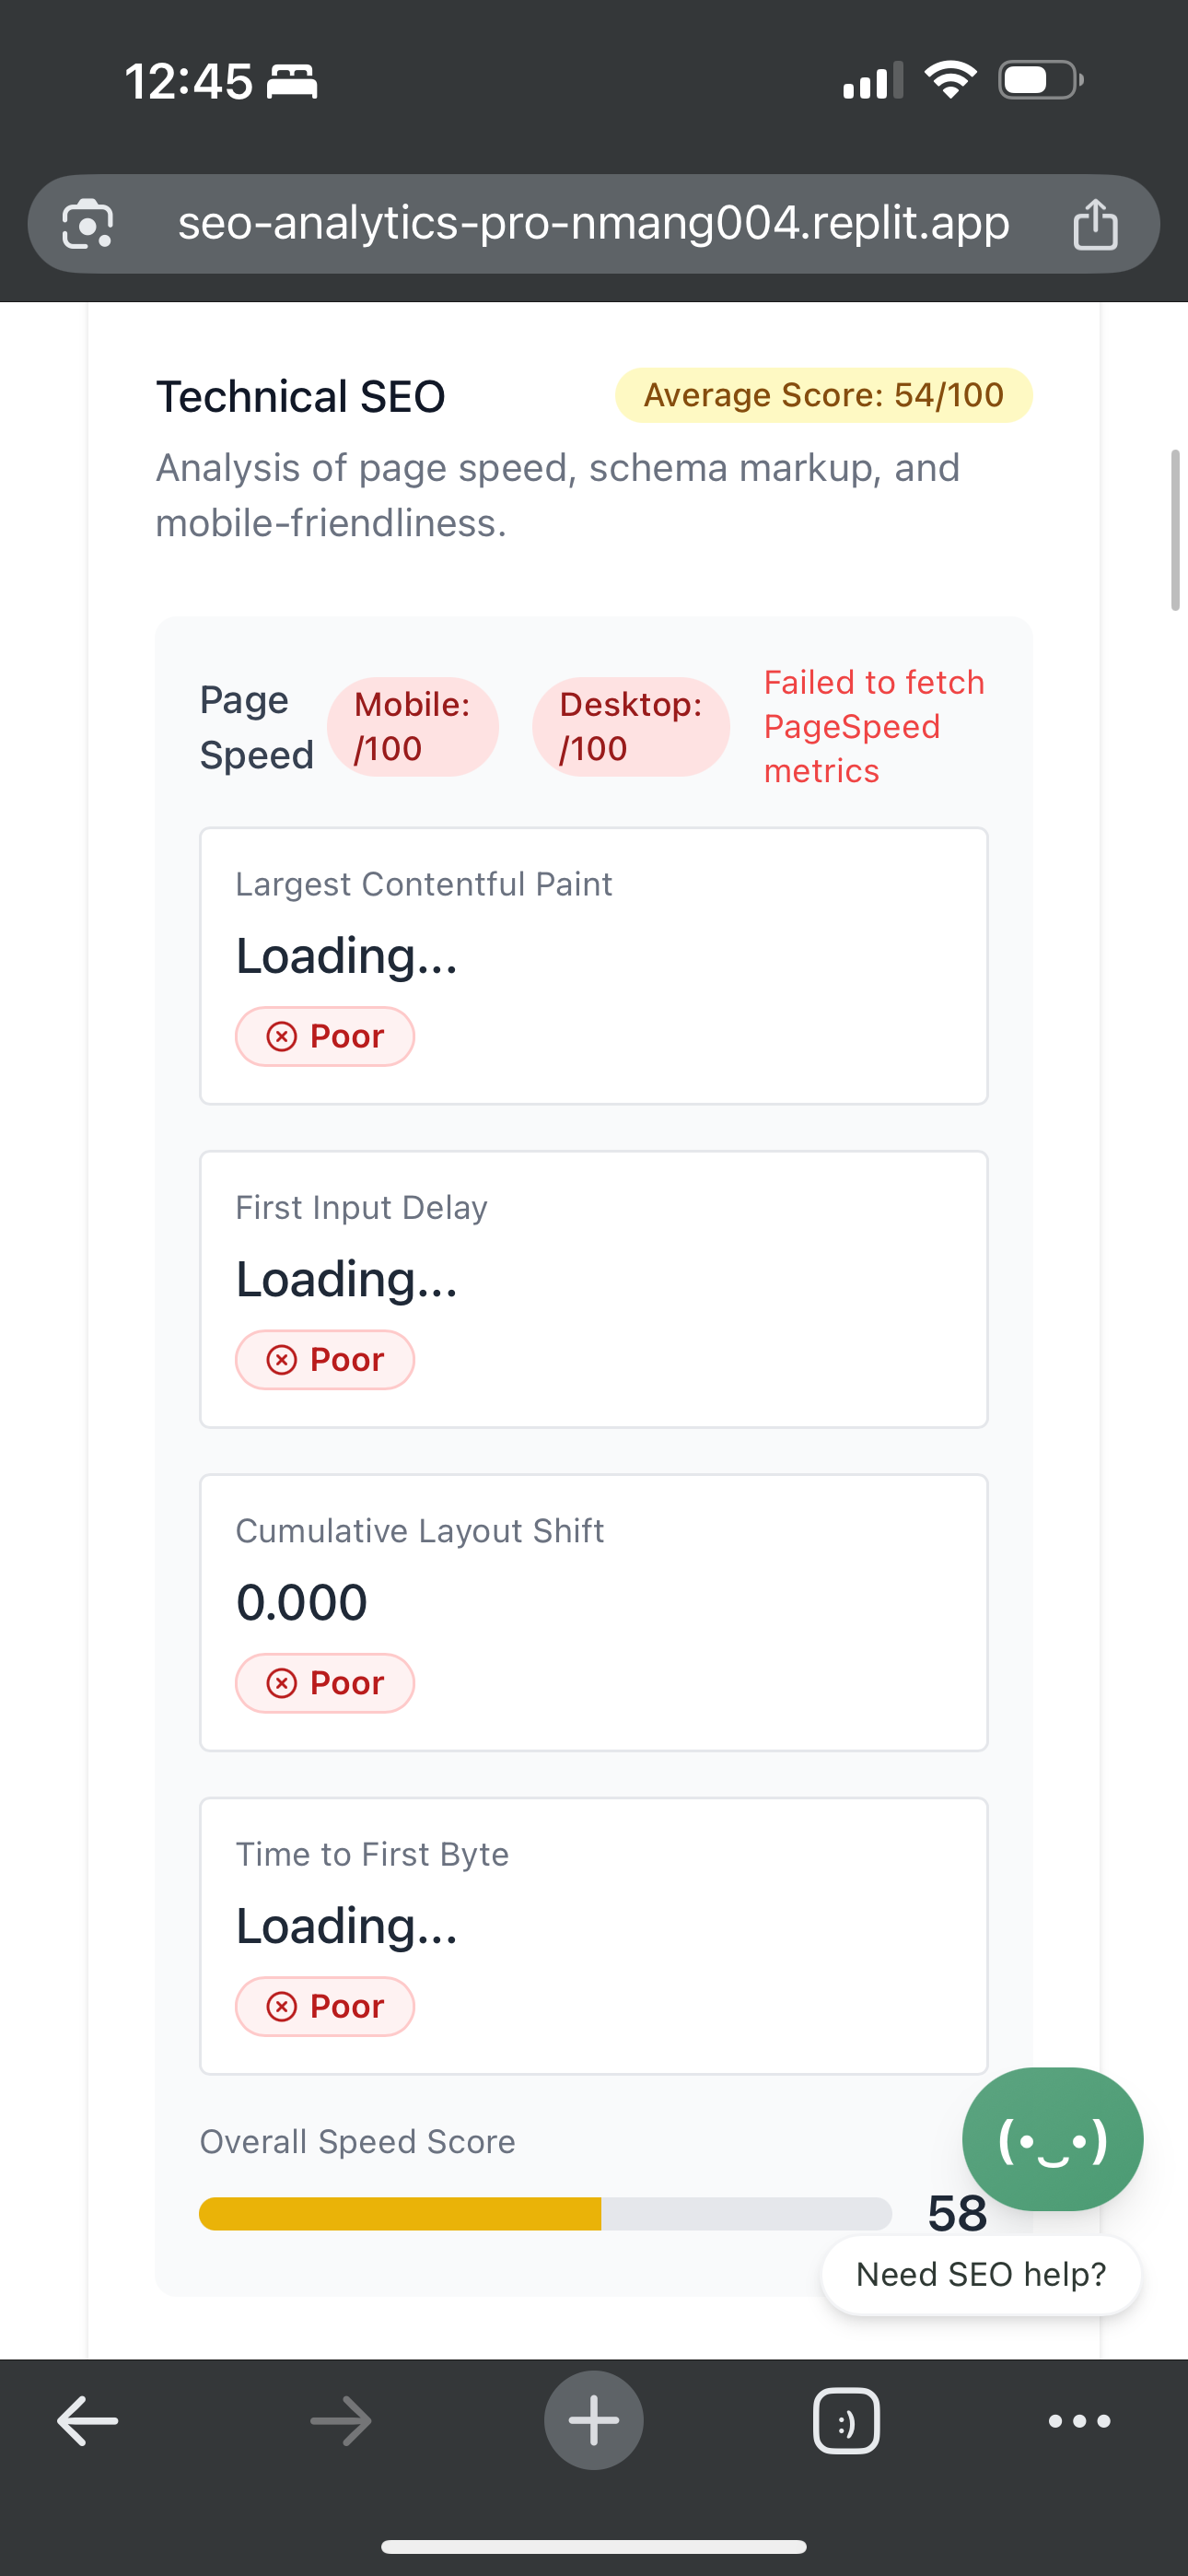 12:45
seo-analytics-pro-nmang004.replit.app
Technical SEO
Average Score: 54/100
Analysis of page speed, schema markup, and
mobile-friendliness.
Page
Speed
Mobile:
/100
Desktop:
/100
Failed to fetch
PageSpeed
metrics
Largest Contentful Paint
Loading...
Poor
First Input Delay
Loading...
Poor
Cumulative Layout Shift
0.000
Poor
Time to First Byte
Loading...
Poor
Overall Speed Score
58
(•‿•)
Need SEO help?
:)